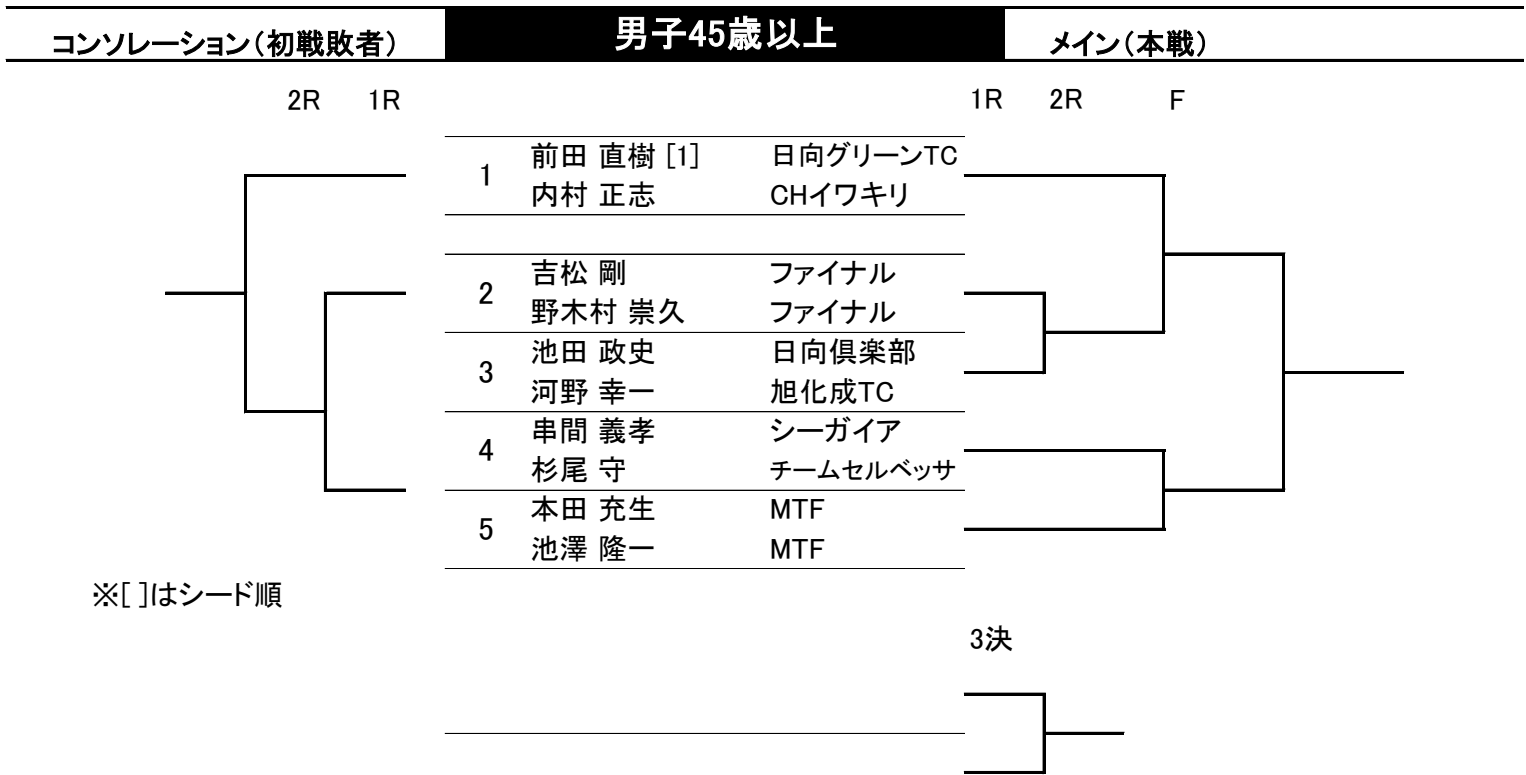 コンソレーション（初戦敗者） 男子45歳以上 メイン（本戦）
2R 1R 1R 2R F
1 前田 直樹 [1] 日向グリーンTC
内村 正志 CHイワキリ
2 吉松 剛 ファイナル
野木村 崇久 ファイナル
3 池田 政史 日向倶楽部
河野 幸一 旭化成TC
4 串間 義孝 シーガイア
杉尾 守 チームセルベッサ
5 本田 充生 MTF
池澤 隆一 MTF
※[ ]はシード順
3決